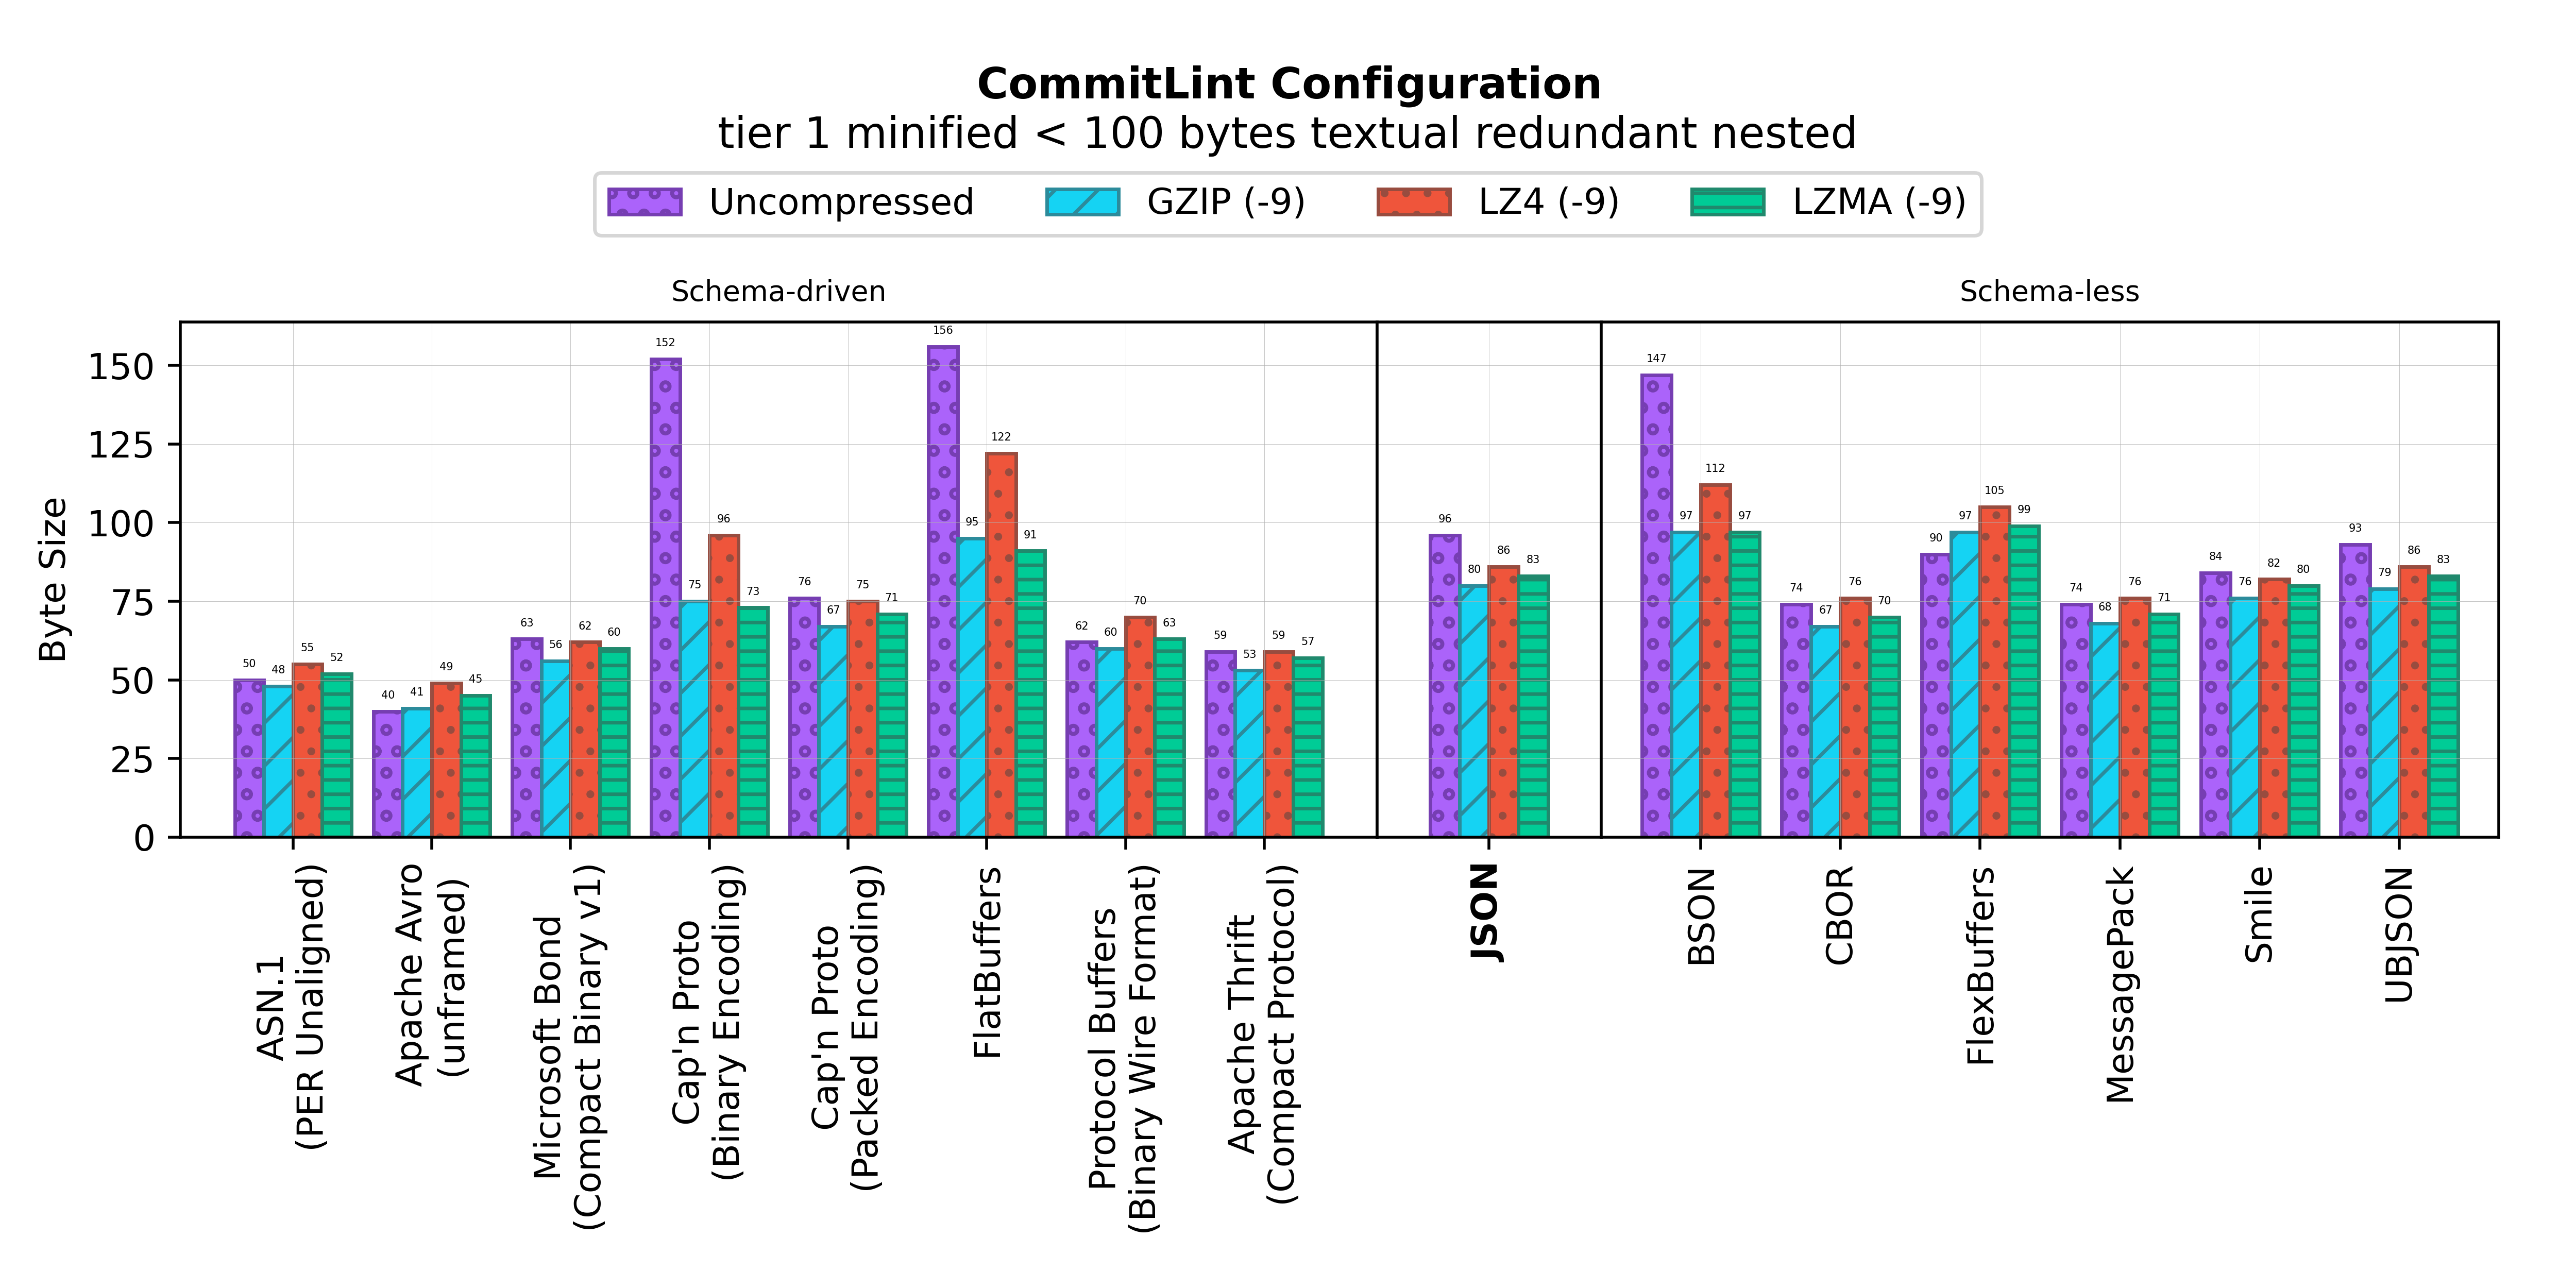 CommitLint Configuration
tier 1 minified < 100 bytes textual redundant nested
Uncompressed
GZIP (-9)
LZ4 (-9)
LZMA (-9)
Schema-driven
Schema-less
Byte Size
150
125
100
75
50
25
0
50 48 55 52
40 41 49 45
63 56 62 60
152 75 96 73
76 67 75 71
156 95 122 91
62 60 70 63
59 53 59 57
96 80 86 83
147 97 112 97
74 67 76 70
90 97 105 99
74 68 76 71
84 76 82 80
93 79 86 83
ASN.1
(PER Unaligned)
Apache Avro
(unframed)
Microsoft Bond
(Compact Binary v1)
Cap'n Proto
(Binary Encoding)
Cap'n Proto
(Packed Encoding)
FlatBuffers
Protocol Buffers
(Binary Wire Format)
Apache Thrift
(Compact Protocol)
JSON
BSON
CBOR
FlexBuffers
MessagePack
Smile
UBJSON